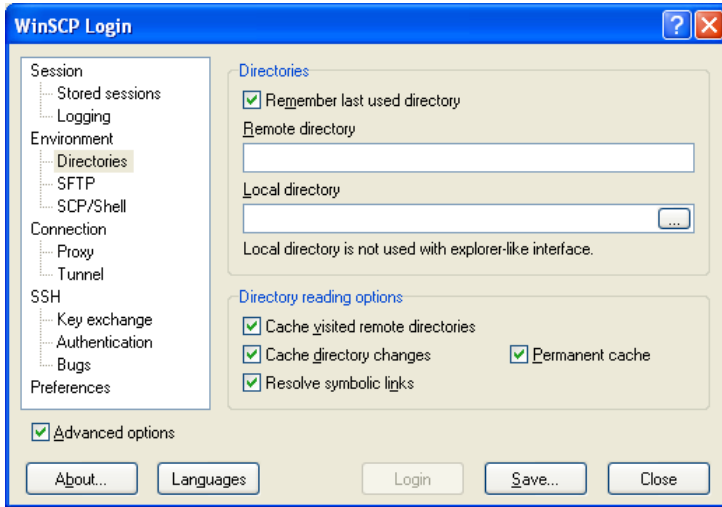 WinSCP Login
Session
Stored sessions
Logging
Environment
Directories
SFTP
SCP/Shell
Connection
Proxy
Tunnel
SSH
Key exchange
Authentication
Bugs
Preferences
Advanced options
Directories
Remember last used directory
Remote directory
Local directory
...
Local directory is not used with explorer-like interface.
Directory reading options
Cache visited remote directories
Cache directory changes
Permanent cache
Resolve symbolic links
About...
Languages
Login
Save...
Close